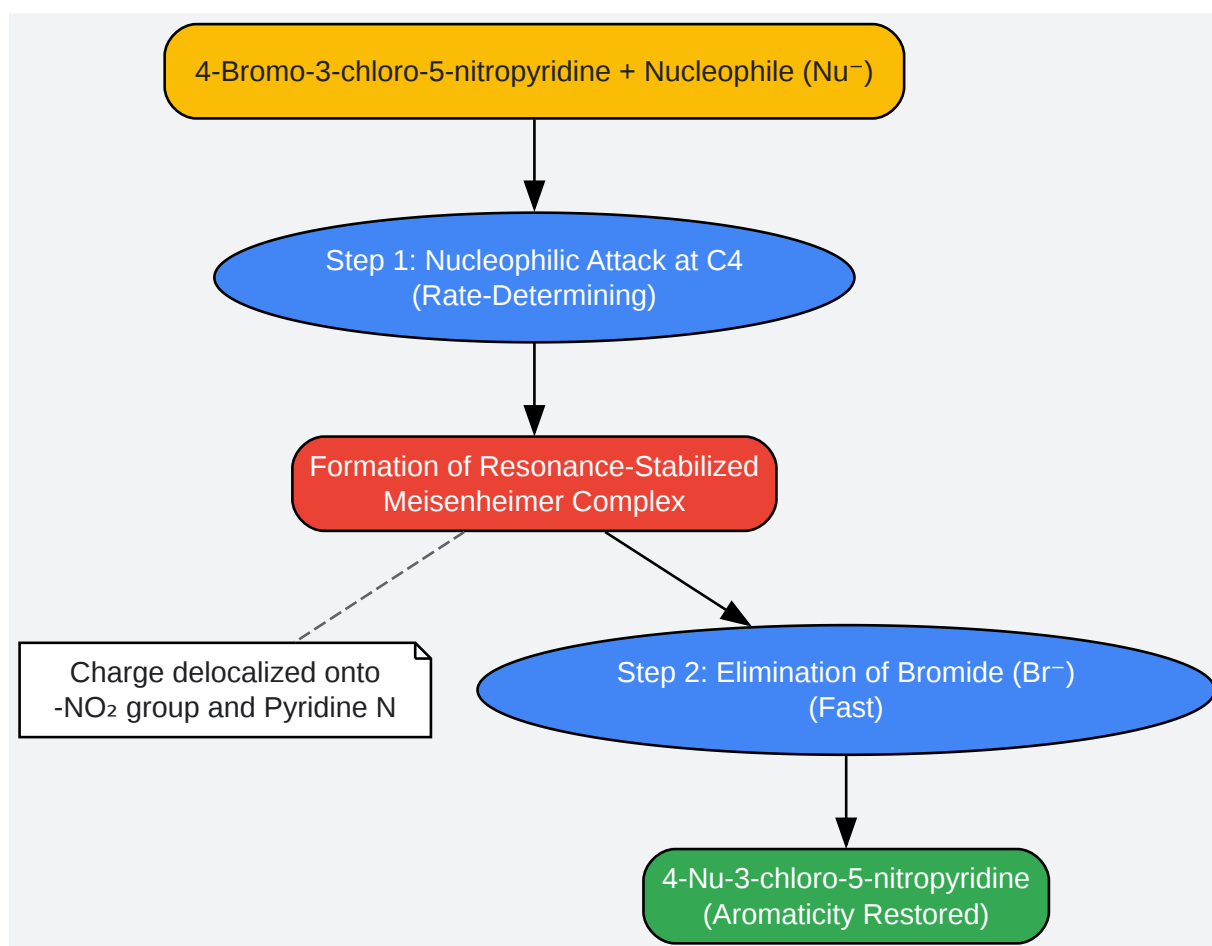 4-Bromo-3-chloro-5-nitropyridine + Nucleophile (Nu⁻)
Step 1: Nucleophilic Attack at C4
(Rate-Determining)
Formation of Resonance-Stabilized
Meisenheimer Complex
Charge delocalized onto
-NO₂ group and Pyridine N
Step 2: Elimination of Bromide (Br⁻)
(Fast)
4-Nu-3-chloro-5-nitropyridine
(Aromaticity Restored)